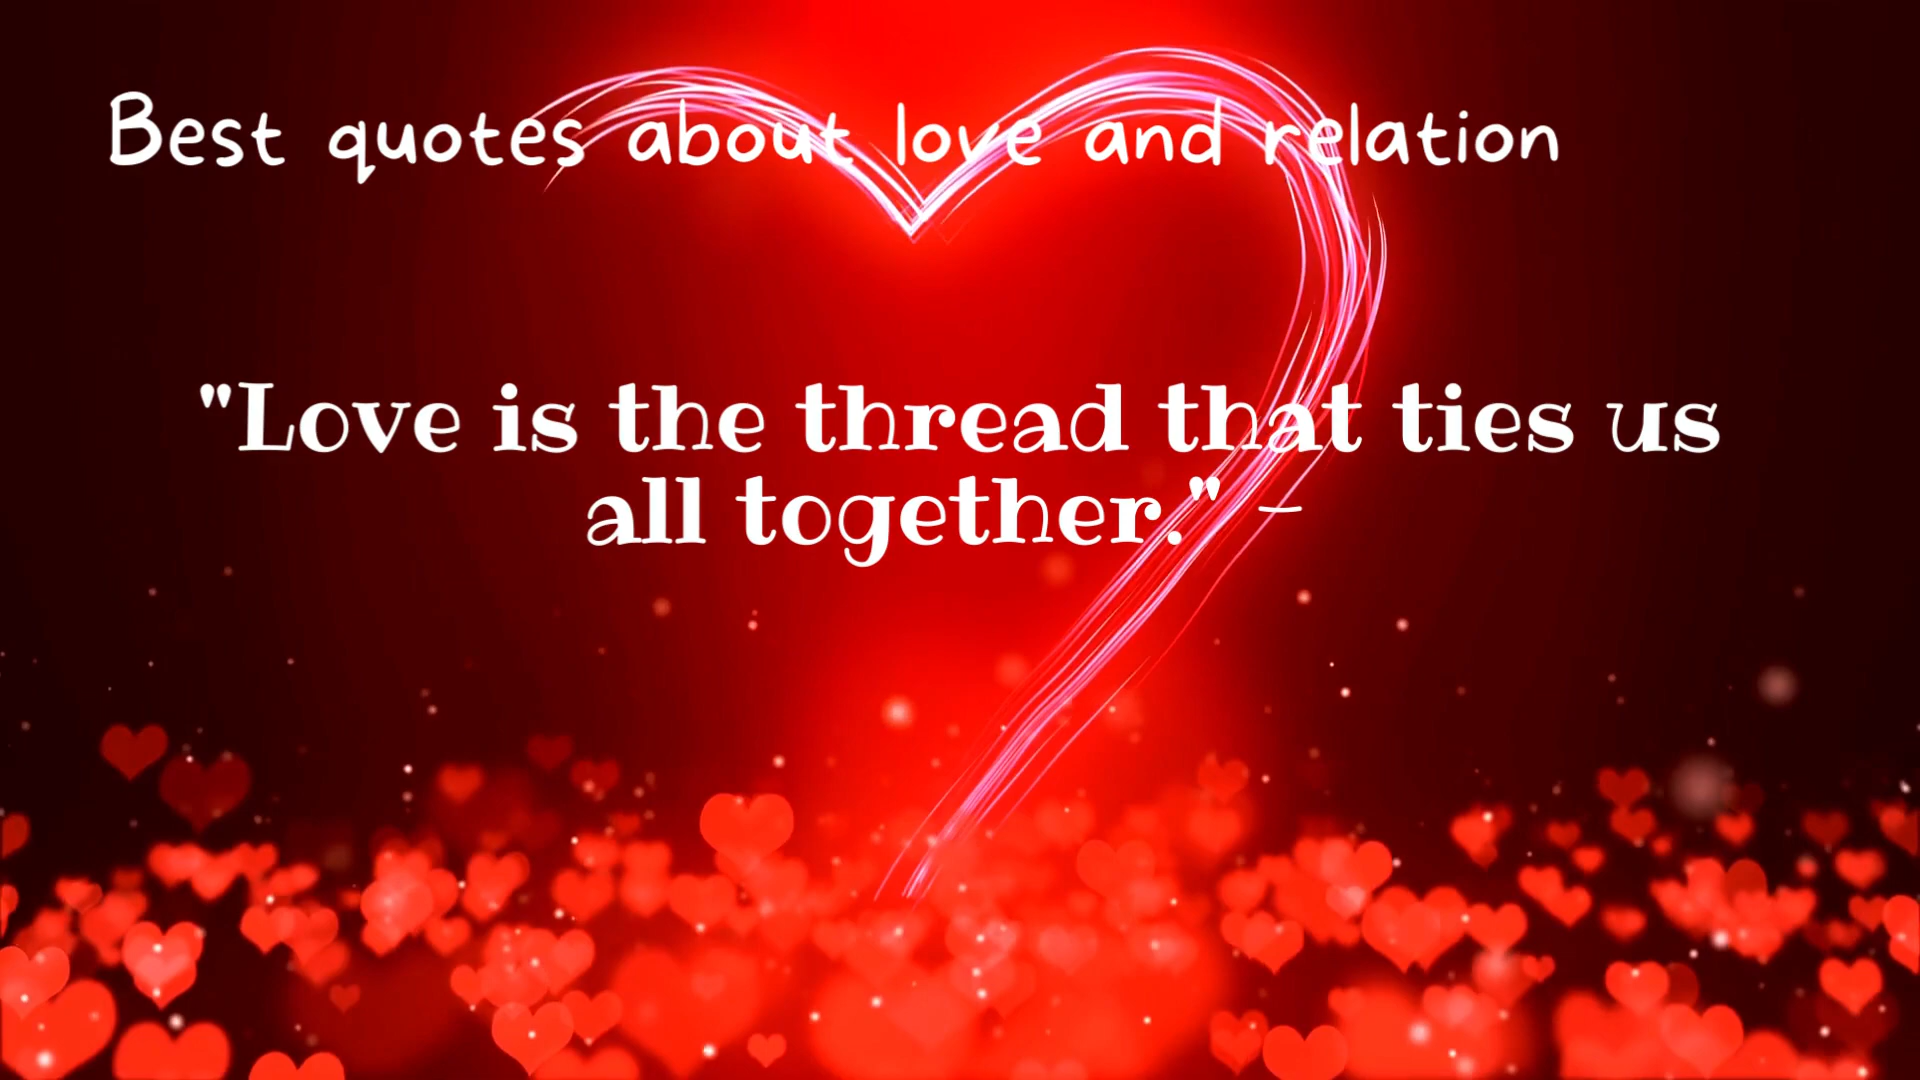 Best quotes about love and relation
"Love is the thread that ties us
all together." –